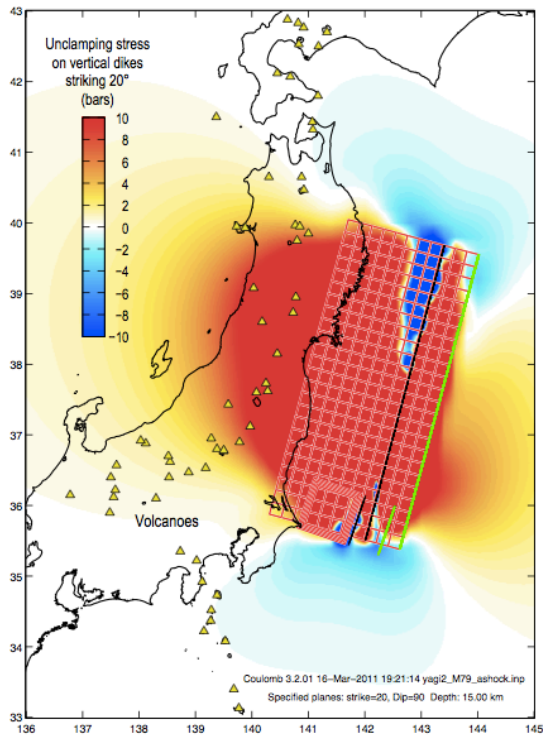 Unclamping stress
on vertical dikes
striking 20°
(bars)
10
8
6
4
2
0
−2
−4
−6
−8
−10
43
42
41
40
39
38
37
36
35
34
33
Volcanoes
Coulomb 3.2.01 16−Mar−2011 19:21:14 yagi2_M79_ashock.inp
Specified planes: strike=20, Dip=90 Depth: 15.00 km
136 137 138 139 140 141 142 143 144 145